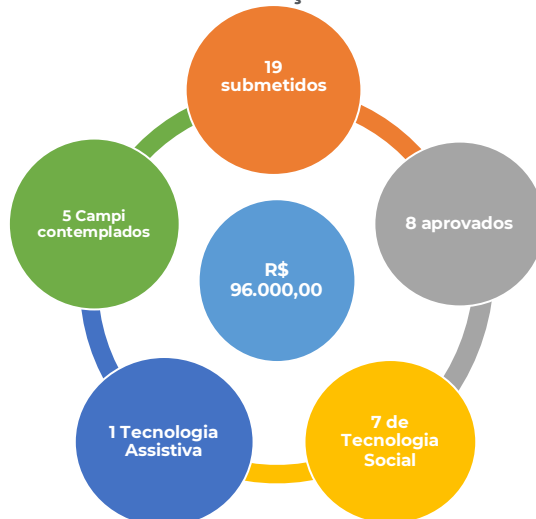 19
submetidos
8 aprovados
5 Campi
contemplados
R$
96.000,00
7 de
Tecnologia
Social
1 Tecnologia
Assistiva